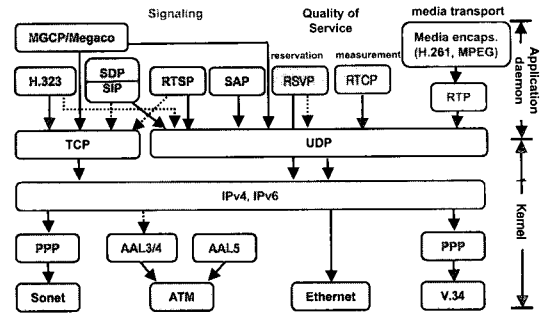 Signaling
Quality of
Service
media transport
MGCP/Megaco
Media encaps.
(H.261, MPEG)
reservation
measurement
H.323
SDP
SIP
RTSP
SAP
RSVP
RTCP
RTP
Application
daemon
TCP
UDP
IPv4, IPv6
Kernel
PPP
AAL3/4
AAL5
PPP
Sonet
ATM
Ethernet
V.34